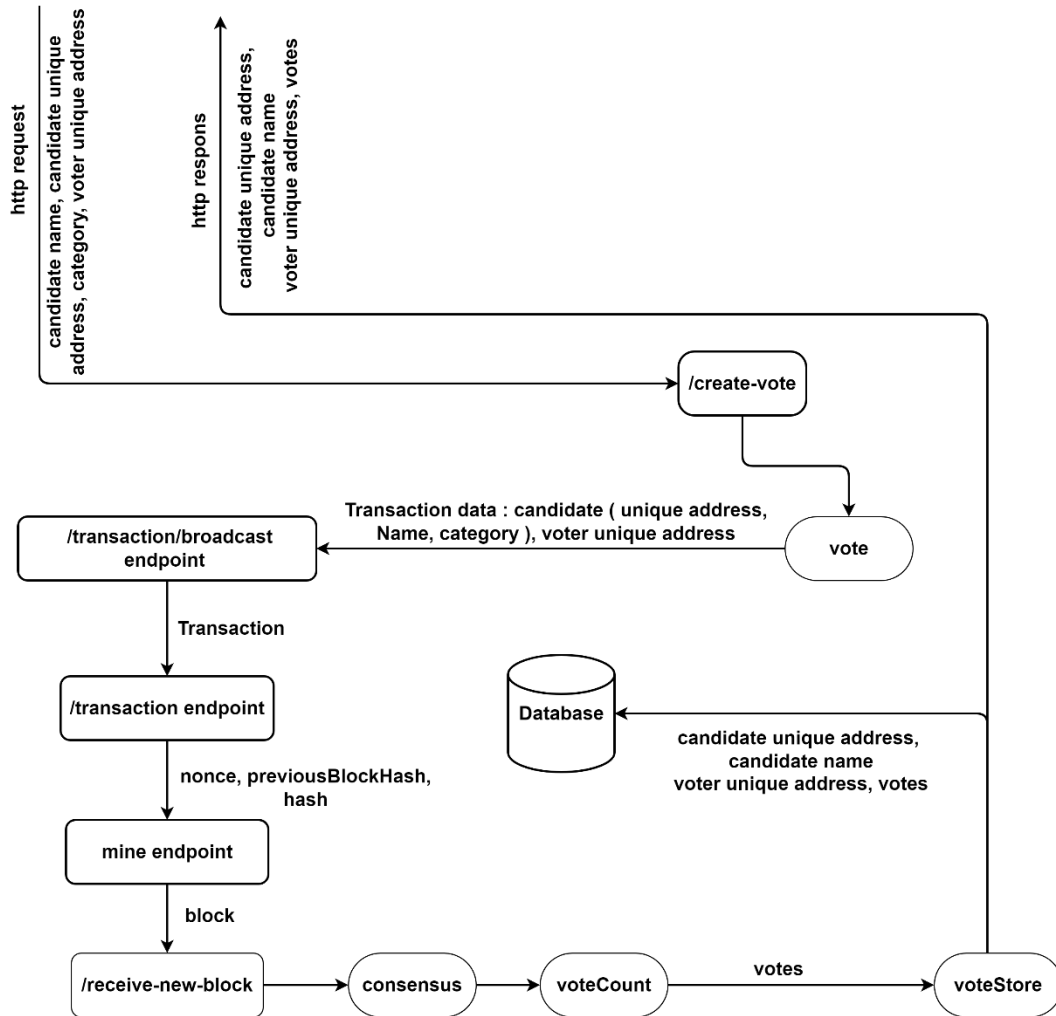 http request
candidate name, candidate unique
address, category, voter unique address
http respons
candidate unique address,
candidate name
voter unique address, votes
/create-vote
Transaction data : candidate ( unique address,
Name, category ), voter unique address
vote
/transaction/broadcast
endpoint
Transaction
/transaction endpoint
Database
candidate unique address,
candidate name
voter unique address, votes
nonce, previousBlockHash,
hash
mine endpoint
block
/receive-new-block
consensus
voteCount
votes
voteStore